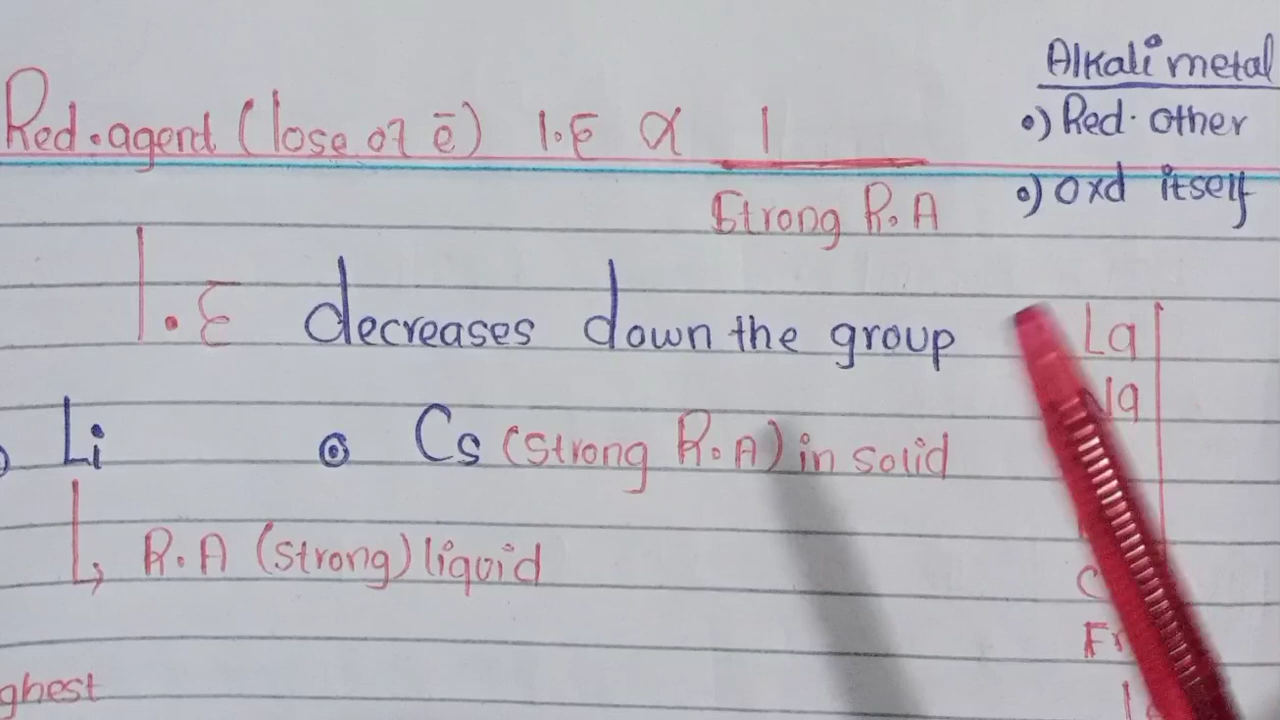 Alkali metal
Red. agent (lose of ē) I.E ∝ 1
Strong R.A
•) Red. other
•) Oxd itself
I.E decreases down the group
Li
Cs (strong R.A) in solid
R.A (strong) liquid
La
Na
Fr
ghest